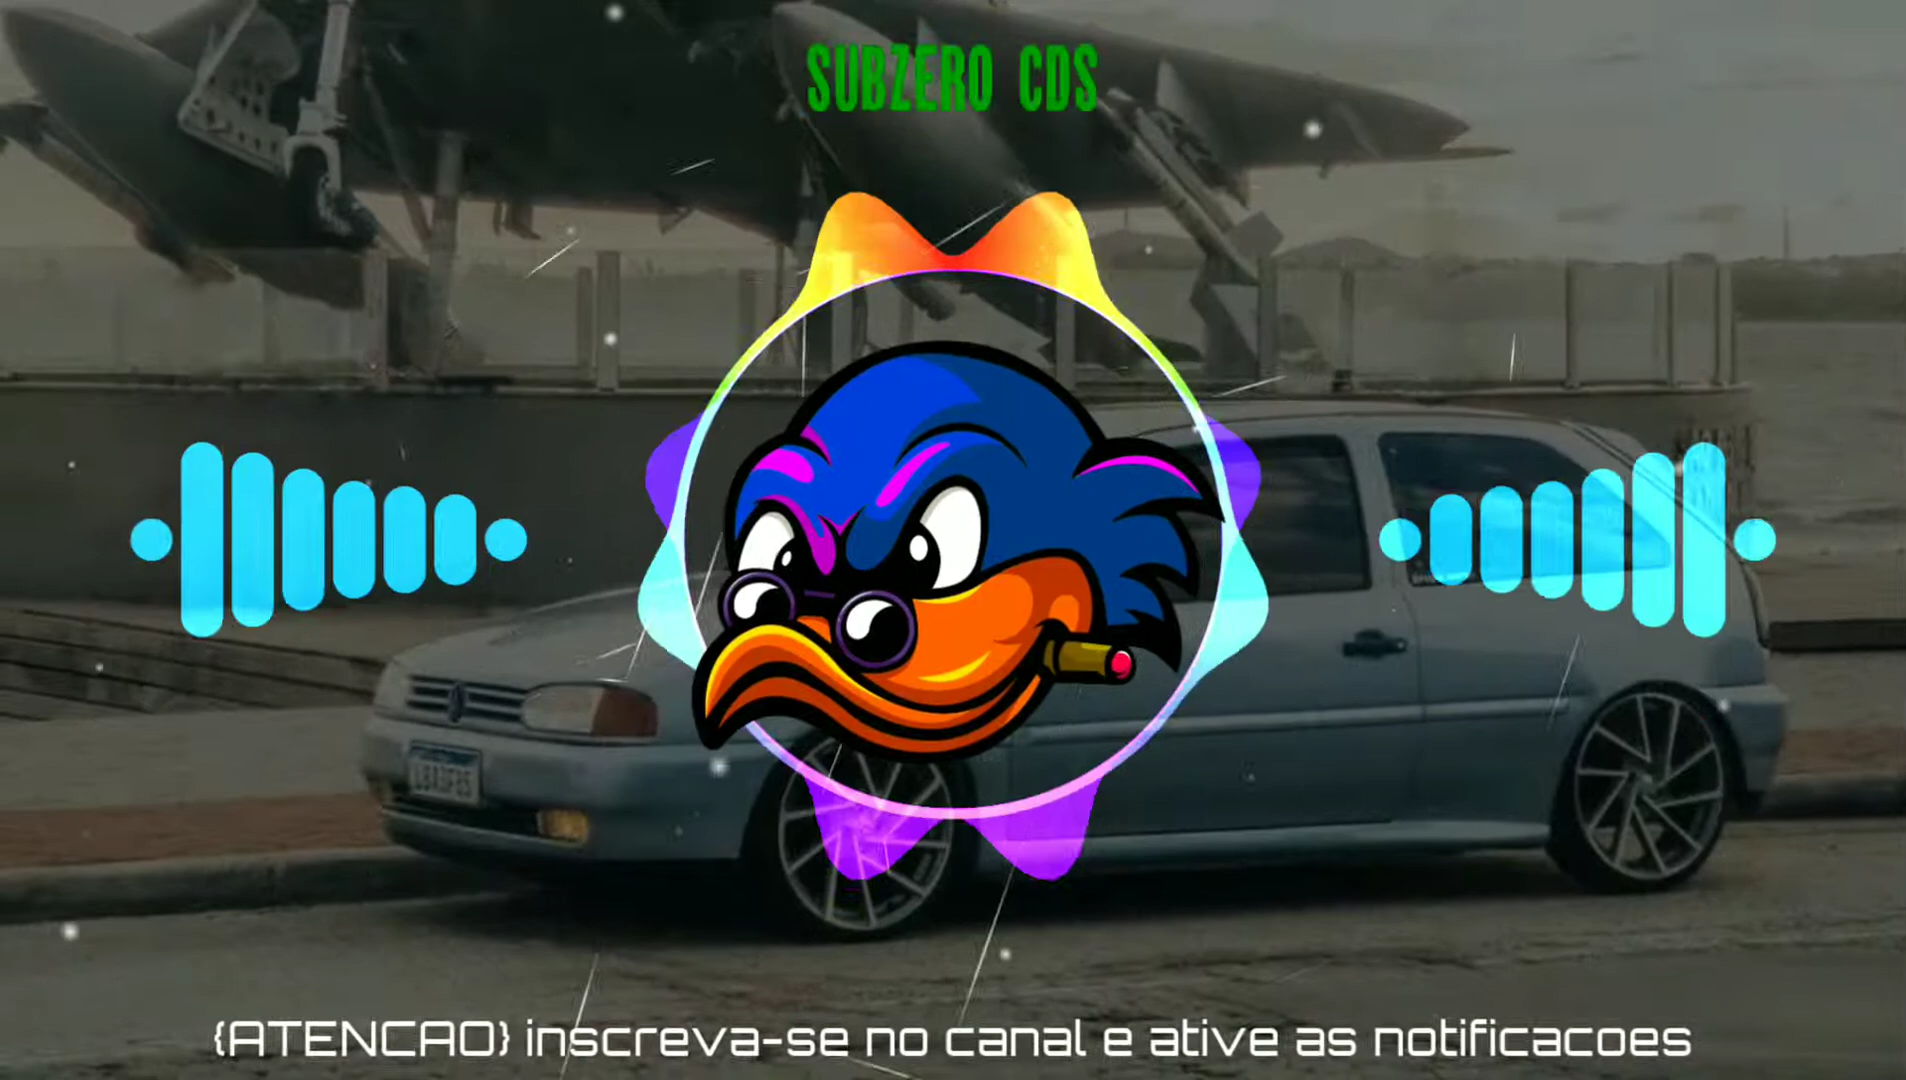 SUBZERO CDS
{ATENCAO} inscreva-se no canal e ative as notificacoes